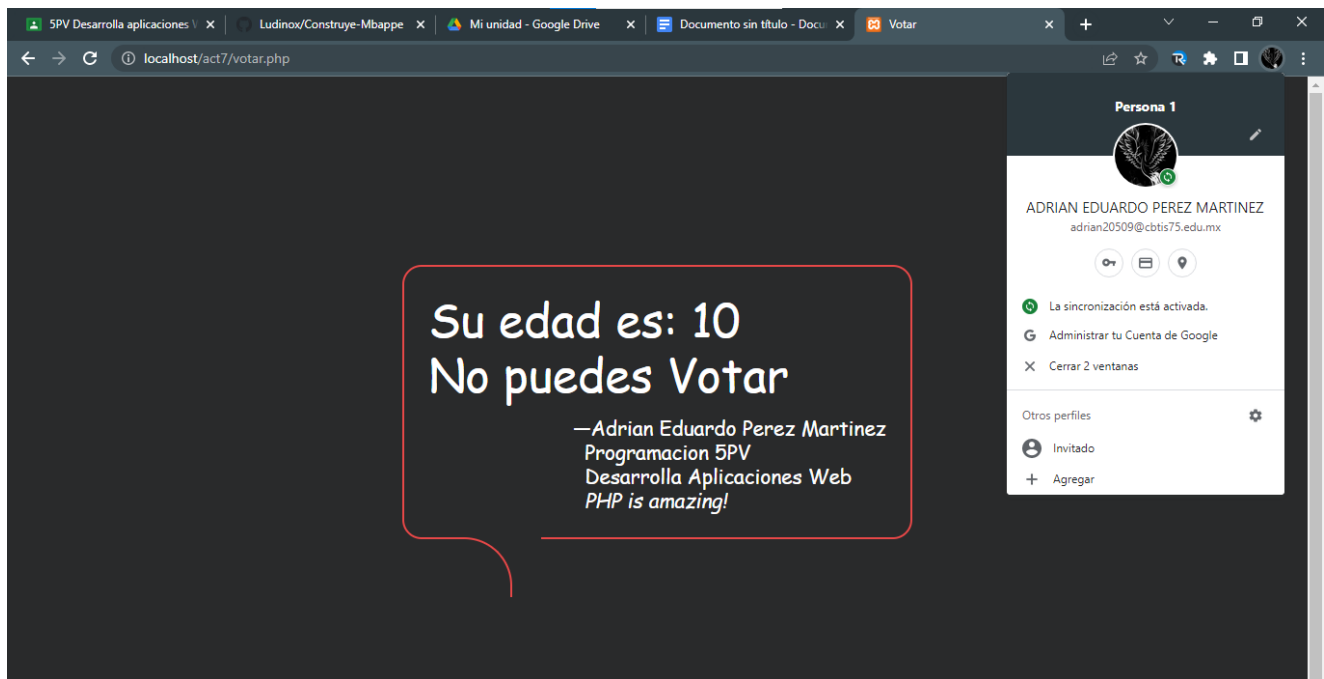 5PV Desarrolla aplicaciones V
Ludinox/Construye-Mbappe
Mi unidad - Google Drive
Documento sin título - Docu
Votar
localhost/act7/votar.php
Persona 1
ADRIAN EDUARDO PEREZ MARTINEZ
adrian20509@cbtis75.edu.mx
La sincronización está activada.
G Administrar tu Cuenta de Google
Cerrar 2 ventanas
Otros perfiles
Invitado
Agregar
Su edad es: 10
No puedes Votar
—Adrian Eduardo Perez Martinez
Programacion 5PV
Desarrolla Aplicaciones Web
PHP is amazing!